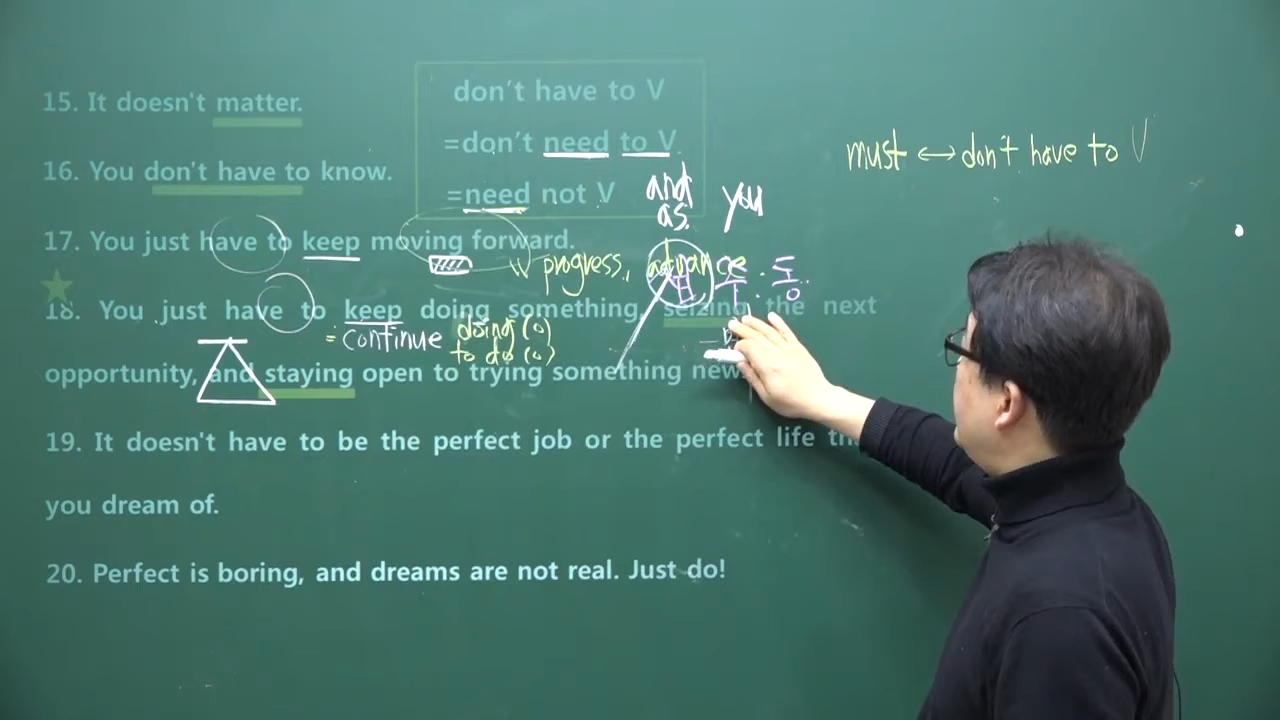 15. It doesn't matter.
don't have to V
=don't need to V.
=need not V
must ↔ don't have to V
16. You don't have to know.
and
as.
you
17. You just have to keep moving forward.
progress, advance
18. You just have to keep doing something, seizing the next
= continue doing (o)
to do (o)
opportunity, and staying open to trying something new.
19. It doesn't have to be the perfect job or the perfect life
you dream of.
20. Perfect is boring, and dreams are not real. Just do!